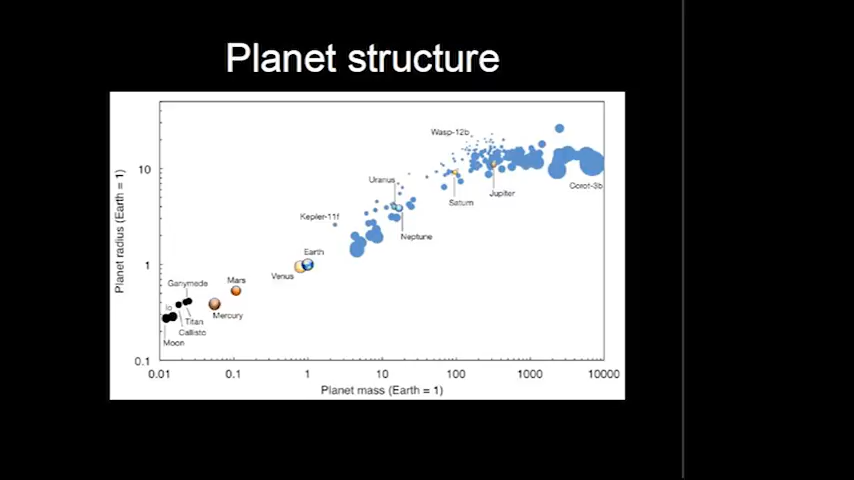 Planet structure
Wasp-12b
10
Uranus
Corot-3b
Jupiter
Saturn
Kepler-11f
Neptune
Planet radius (Earth = 1)
Earth
1
Venus
Mars
Ganymede
Io
Mercury
Titan
Callisto
Moon
0.1
0.01 0.1 1 10 100 1000 10000
Planet mass (Earth = 1)